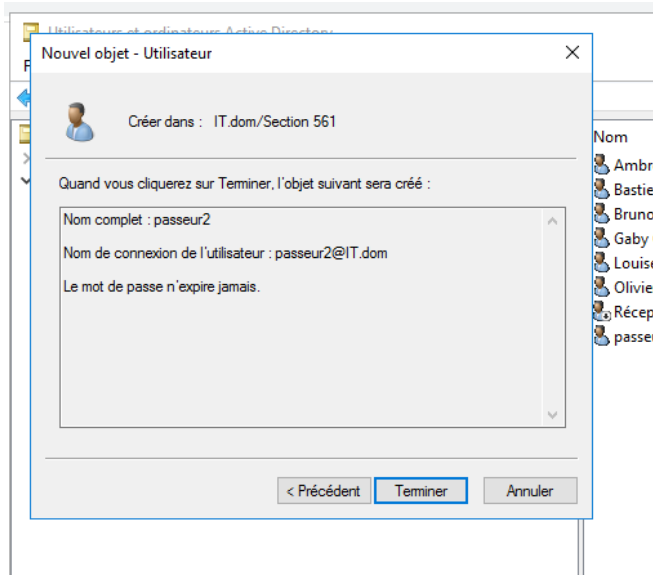 Utilisateurs et ordinateurs Active Directory
Nouvel objet - Utilisateur
Créer dans : IT.dom/Section 561
Quand vous cliquerez sur Terminer, l'objet suivant sera créé :
Nom complet : passeur2
Nom de connexion de l'utilisateur : passeur2@IT.dom
Le mot de passe n'expire jamais.
< Précédent
Terminer
Annuler
Nom
Ambr
Bastie
Bruno
Gaby
Louise
Olivie
Récep
passeu